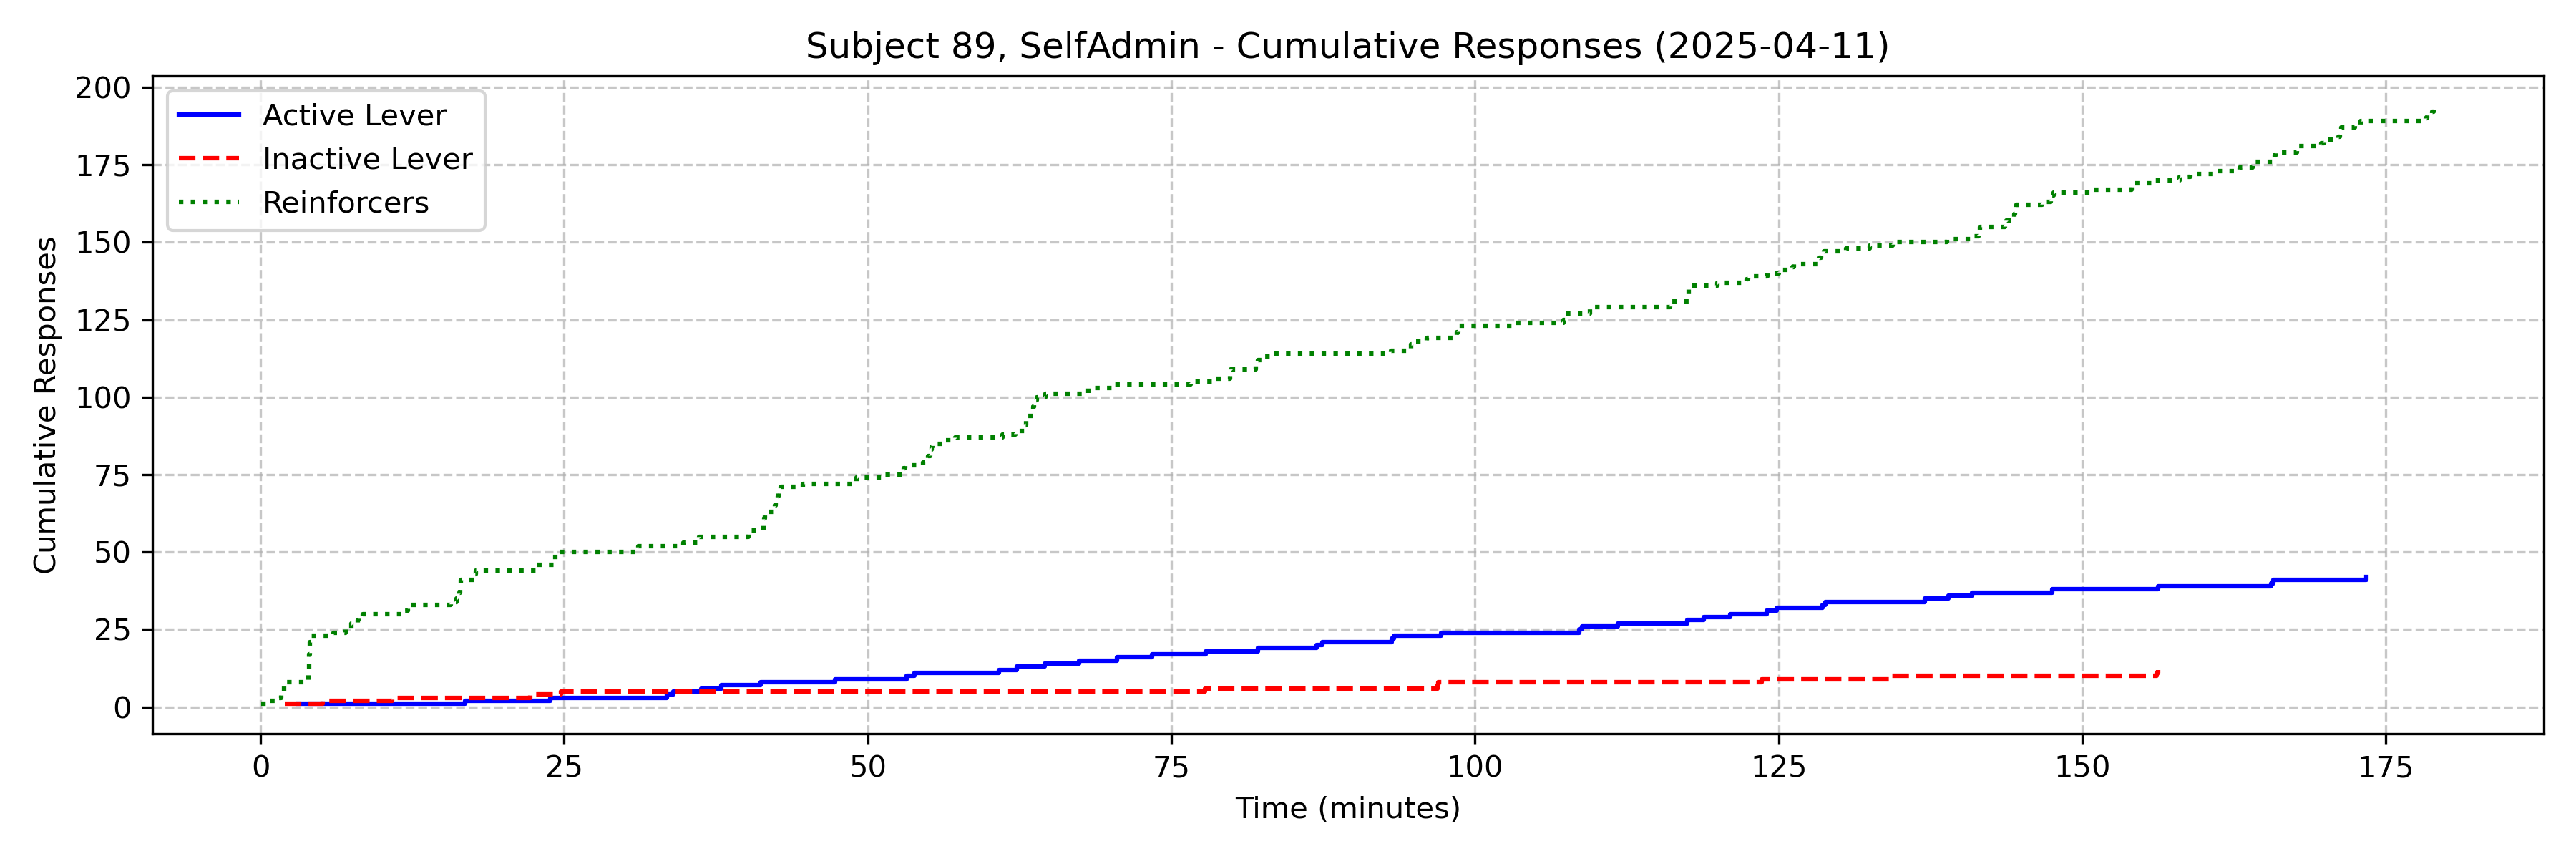 Subject 89, SelfAdmin - Cumulative Responses (2025-04-11)
Cumulative Responses
200
175
150
125
100
75
50
25
0
Active Lever
Inactive Lever
Reinforcers
0 25 50 75 100 125 150 175
Time (minutes)